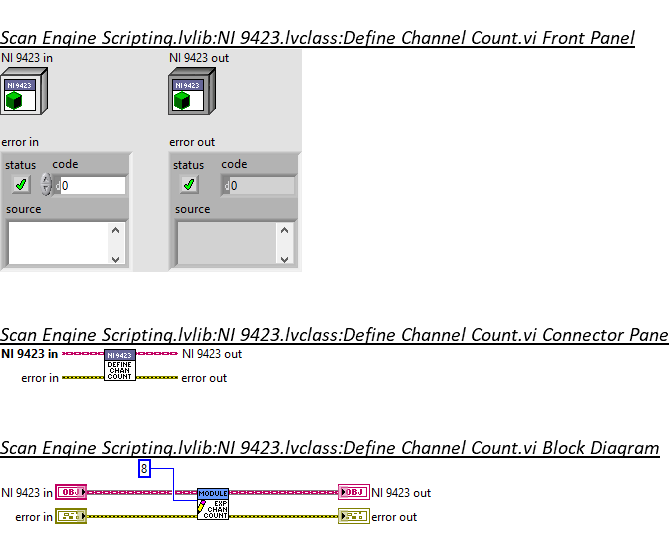 Scan Engine Scripting.lvlib:NI 9423.lvclass:Define Channel Count.vi Front Panel
NI 9423 in NI 9423 out
NI 9423 NI 9423
error in error out
status code status code
d0 d0
source source
Scan Engine Scripting.lvlib:NI 9423.lvclass:Define Channel Count.vi Connector Pane
NI 9423 in NI 9423 NI 9423 out
DEFINE
CHAN
error in COUNT error out
Scan Engine Scripting.lvlib:NI 9423.lvclass:Define Channel Count.vi Block Diagram
8
NI 9423 in OBJ MODULE OBJ NI 9423 out
EXP
CHAN
error in COUNT error out